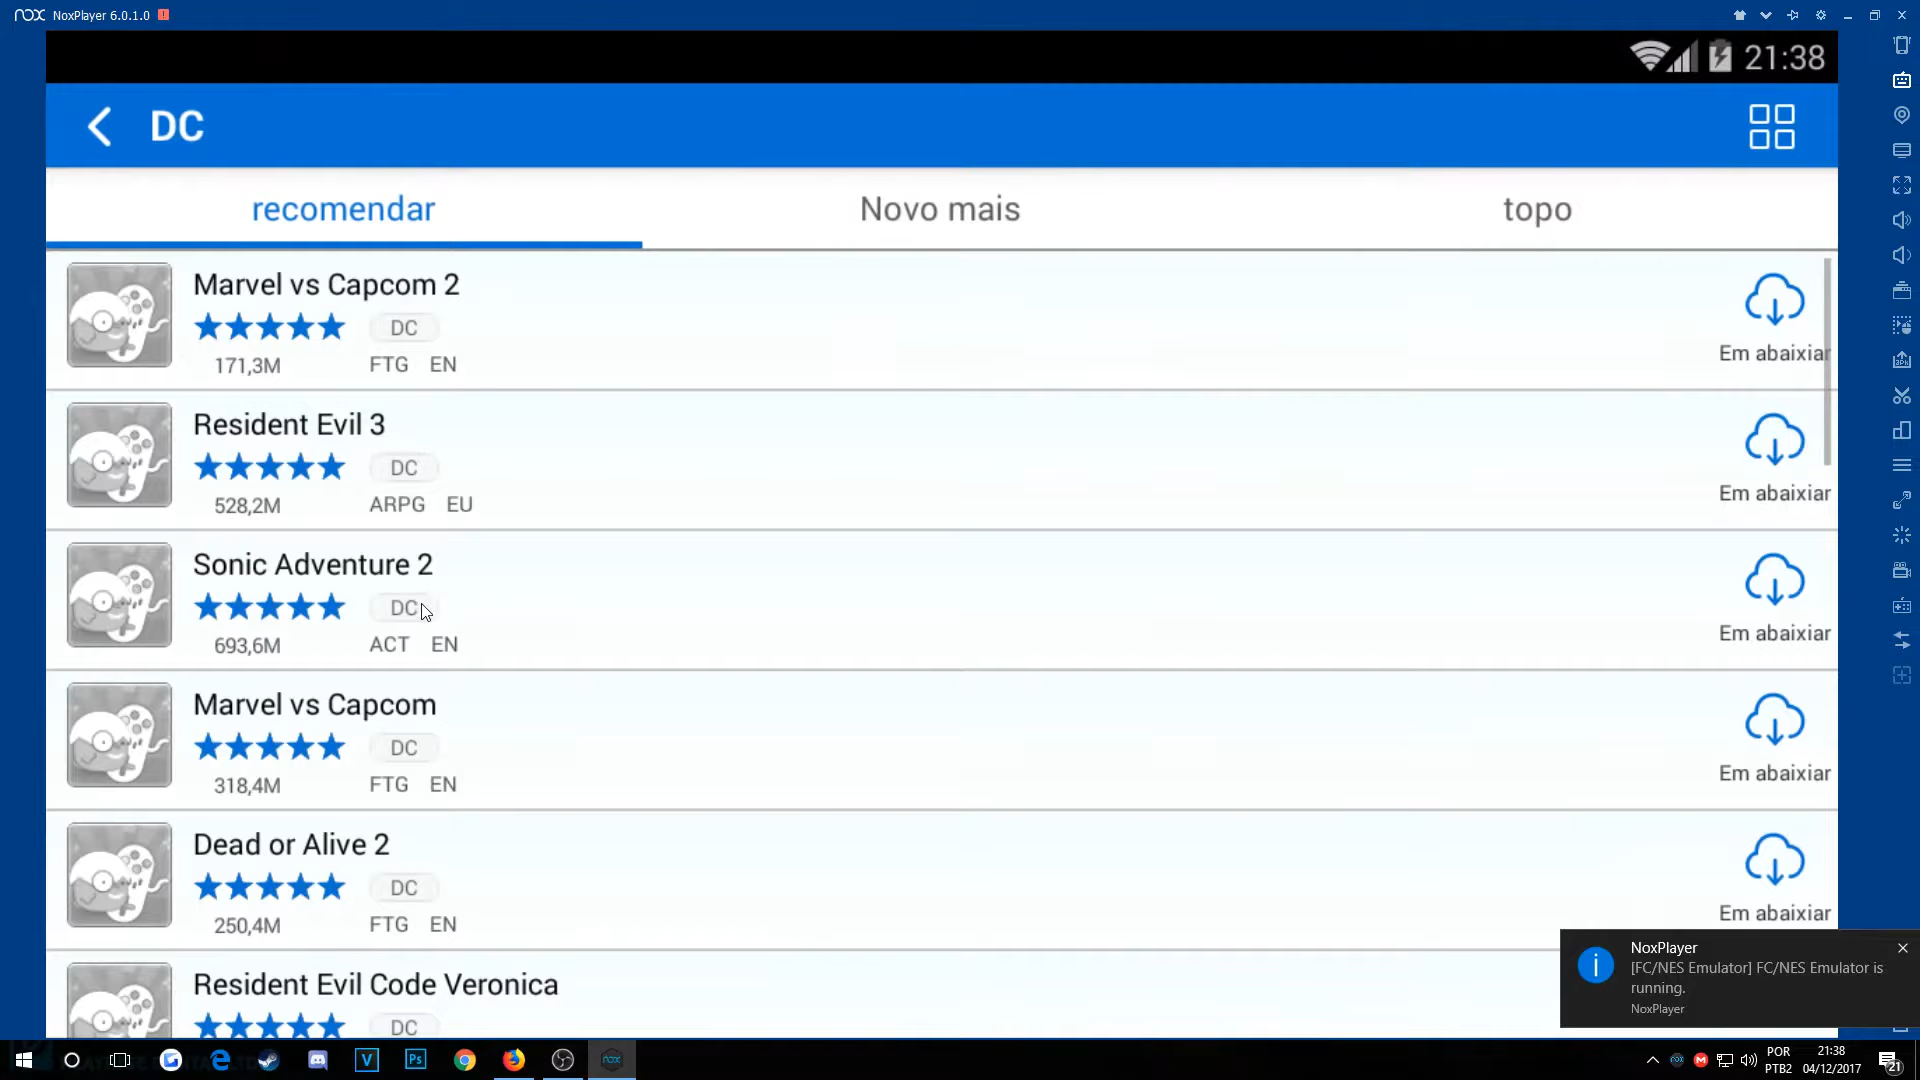 nox NoxPlayer 6.0.1.0
21:38
DC
recomendar
Novo mais
topo
Marvel vs Capcom 2
DC
171,3M
FTG EN
Em abaixiar
Resident Evil 3
DC
528,2M
ARPG EU
Em abaixiar
Sonic Adventure 2
DC
693,6M
ACT EN
Em abaixiar
Marvel vs Capcom
DC
318,4M
FTG EN
Em abaixiar
Dead or Alive 2
DC
250,4M
FTG EN
Em abaixiar
Resident Evil Code Veronica
DC
NoxPlayer
[FC/NES Emulator] FC/NES Emulator is
running.
NoxPlayer
V
Ps
nox
POR
PTB2
21:38
04/12/2017
21